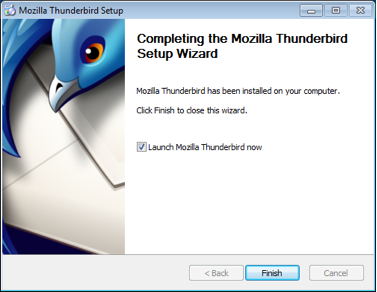 Mozilla Thunderbird Setup
Completing the Mozilla Thunderbird
Setup Wizard
Mozilla Thunderbird has been installed on your computer.
Click Finish to close this wizard.
Launch Mozilla Thunderbird now
< Back
Finish
Cancel